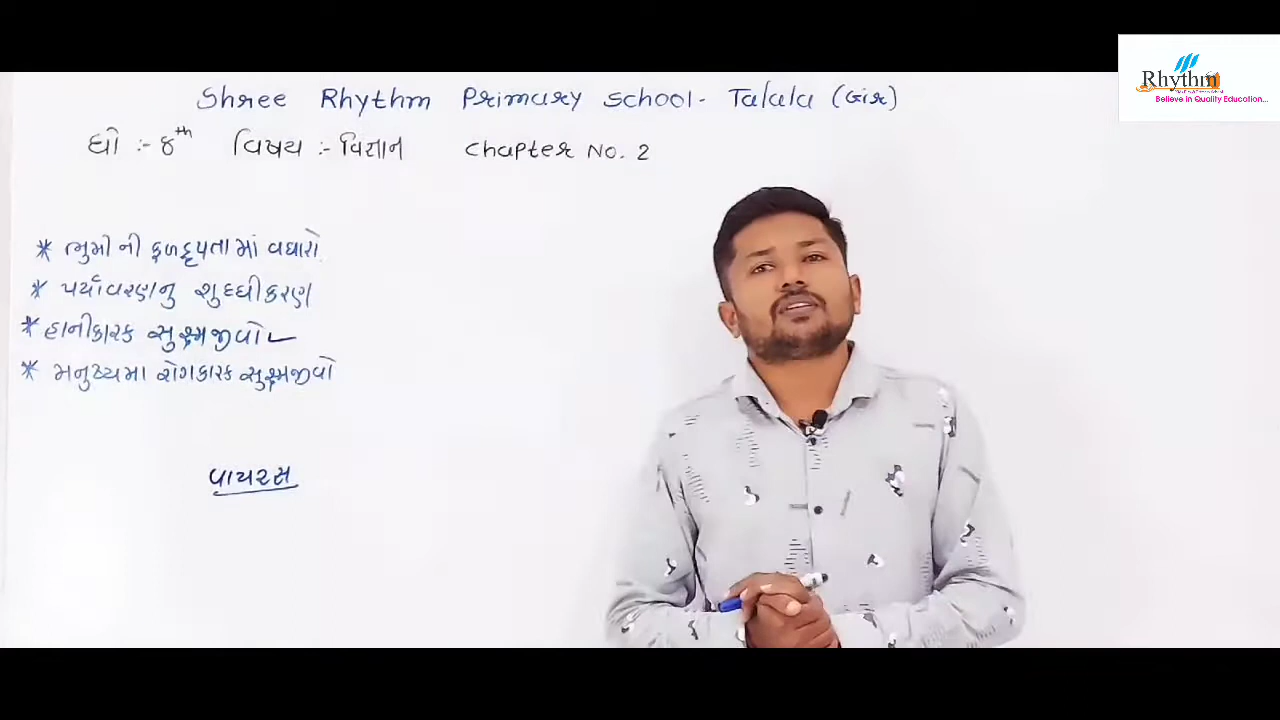 Shree Rhythm Primary School - Talala (Gir)
ધો :- ૪th વિષય :- વિજ્ઞાન Chapter No. 2
* ભુમી ની ફળદ્રુપતા માં વધારો.
* પર્યાવરણનુ શુધ્ધીકરણ
* હાનીકારક સુક્ષ્મજીવો
* મનુષ્યમા રોગકારક સુક્ષ્મજીવો
વાયરસ
Rhythm
Believe in Quality Education...